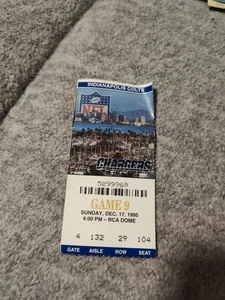 INDIANAPOLIS COLTS
NFL
CHARGERS
5299969
GAME 9
SUNDAY, DEC. 17, 1995
4:00 PM – RCA DOME
4 132 29 104
GATE AISLE ROW SEAT